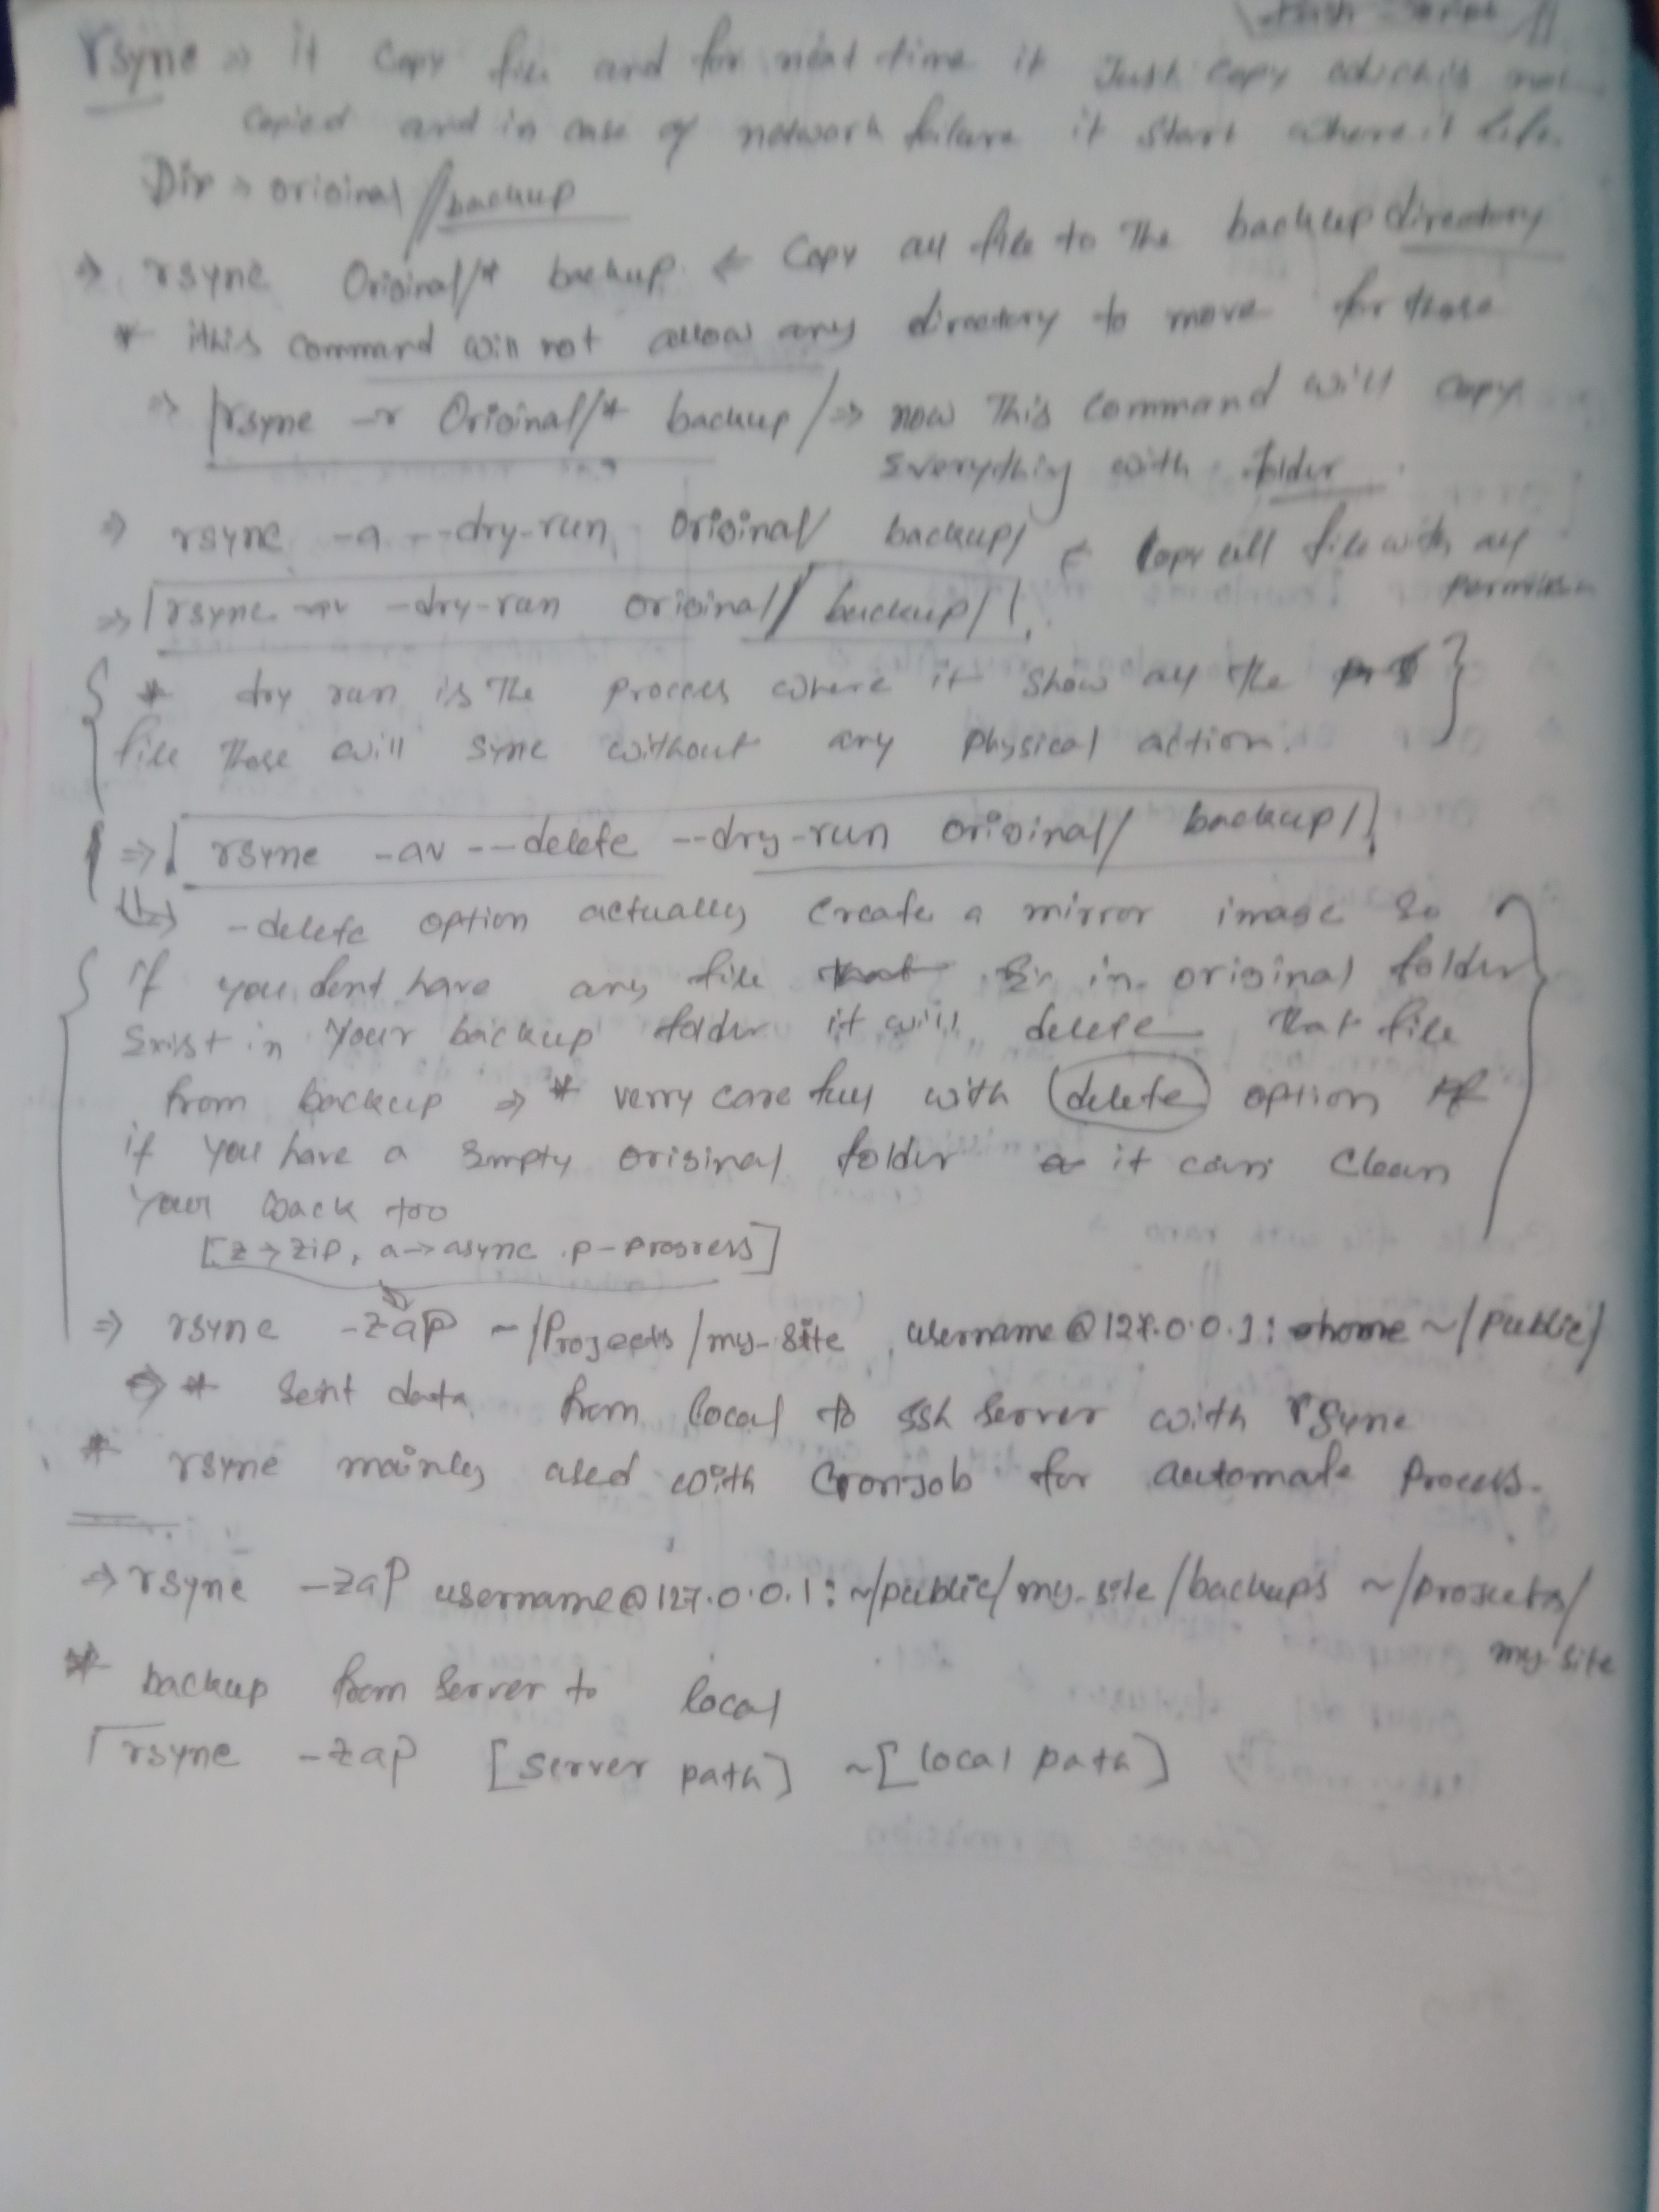 Bash - Script
rsync => it Copy file and for next time it Just Copy which is not
copied and in case of network failure it start where it left.
Dir => original // backup
=> rsync Original/* backup <= Copy all file to the backup directory
* this command will not allow any directory to move for those
=> rsync -r Original/* backup / => now This Command will copy
Everything with folder
=> rsync -a --dry-run Original/ backup/ <= Copy all file with all
permission
=> rsync -av -dry-run original/ backup/
* dry run is The process where it show all the
file those will sync without any physical action.
=> rsync -av --delete --dry-run original/ backup/
-delete option actually create a mirror image so
if you dont have any file in original folder
Exist in your backup folder it will delete that file
from backup => * verry care full with delete option
if you have a Empty original folder it can Clean
your back too
[z -> zip, a -> async p - progress]
=> rsync -zaP ~/Projects/my-site username@127.0.0.1: ~/public/
=> * Sent data from local to ssh server with rsync
* rsync mainly used with Cronjob for automate process.
=> rsync -zaP username@127.0.0.1:~/public/my-site/backups ~/projects/
my site
* backup from server to local
rsync -zap [server path] ~[local path]